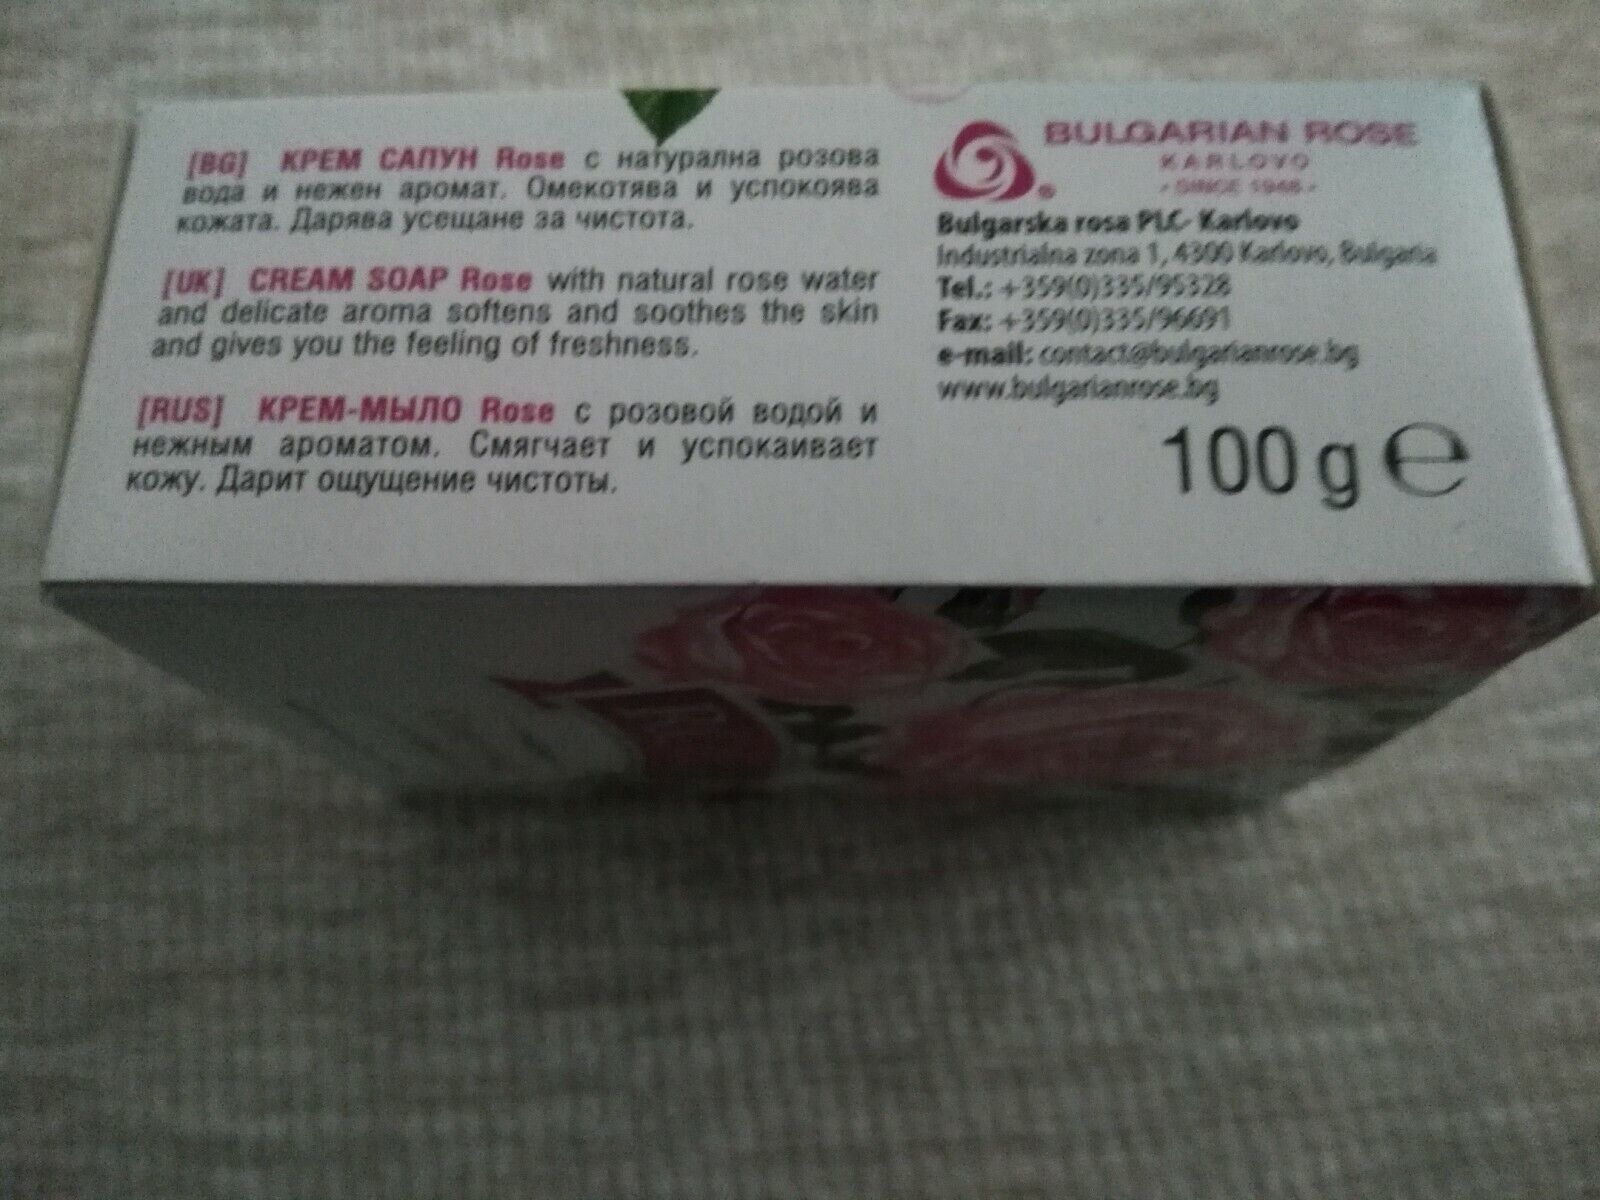 [BG] КРЕМ САПУН Rose с натурална розова
вода и нежен аромат. Омекотява и успокоява
кожата. Дарява усещане за чистота.
[UK] CREAM SOAP Rose with natural rose water
and delicate aroma softens and soothes the skin
and gives you the feeling of freshness.
[RUS] КРЕМ-МЫЛО Rose с розовой водой и
нежным ароматом. Смягчает и успокаивает
кожу. Дарит ощущение чистоты.
BULGARIAN ROSE
KARLOVO
- SINCE 1948 -
®
Bulgarska rosa PLC- Karlovo
Industrialna zona 1, 4300 Karlovo, Bulgaria
Tel.: +359(0)335/95328
Fax: +359(0)335/96691
e-mail: contact@bulgarianrose.bg
www.bulgarianrose.bg
100 g ℮